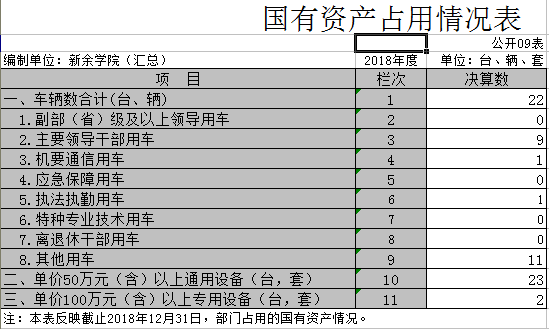 国有资产占用情况表
公开09表
编制单位：新余学院（汇总） 2018年度 单位：台、辆、套
项 目 栏次 决算数
一、车辆数合计(台、辆) 1 22
1.副部（省）级及以上领导用车 2 0
2.主要领导干部用车 3 9
3.机要通信用车 4 1
4.应急保障用车 5 0
5.执法执勤用车 6 1
6.特种专业技术用车 7 0
7.离退休干部用车 8 0
8.其他用车 9 11
二、单价50万元（含）以上通用设备（台，套） 10 23
三、单价100万元（含）以上专用设备（台，套） 11 2
注：本表反映截止2018年12月31日，部门占用的国有资产情况。